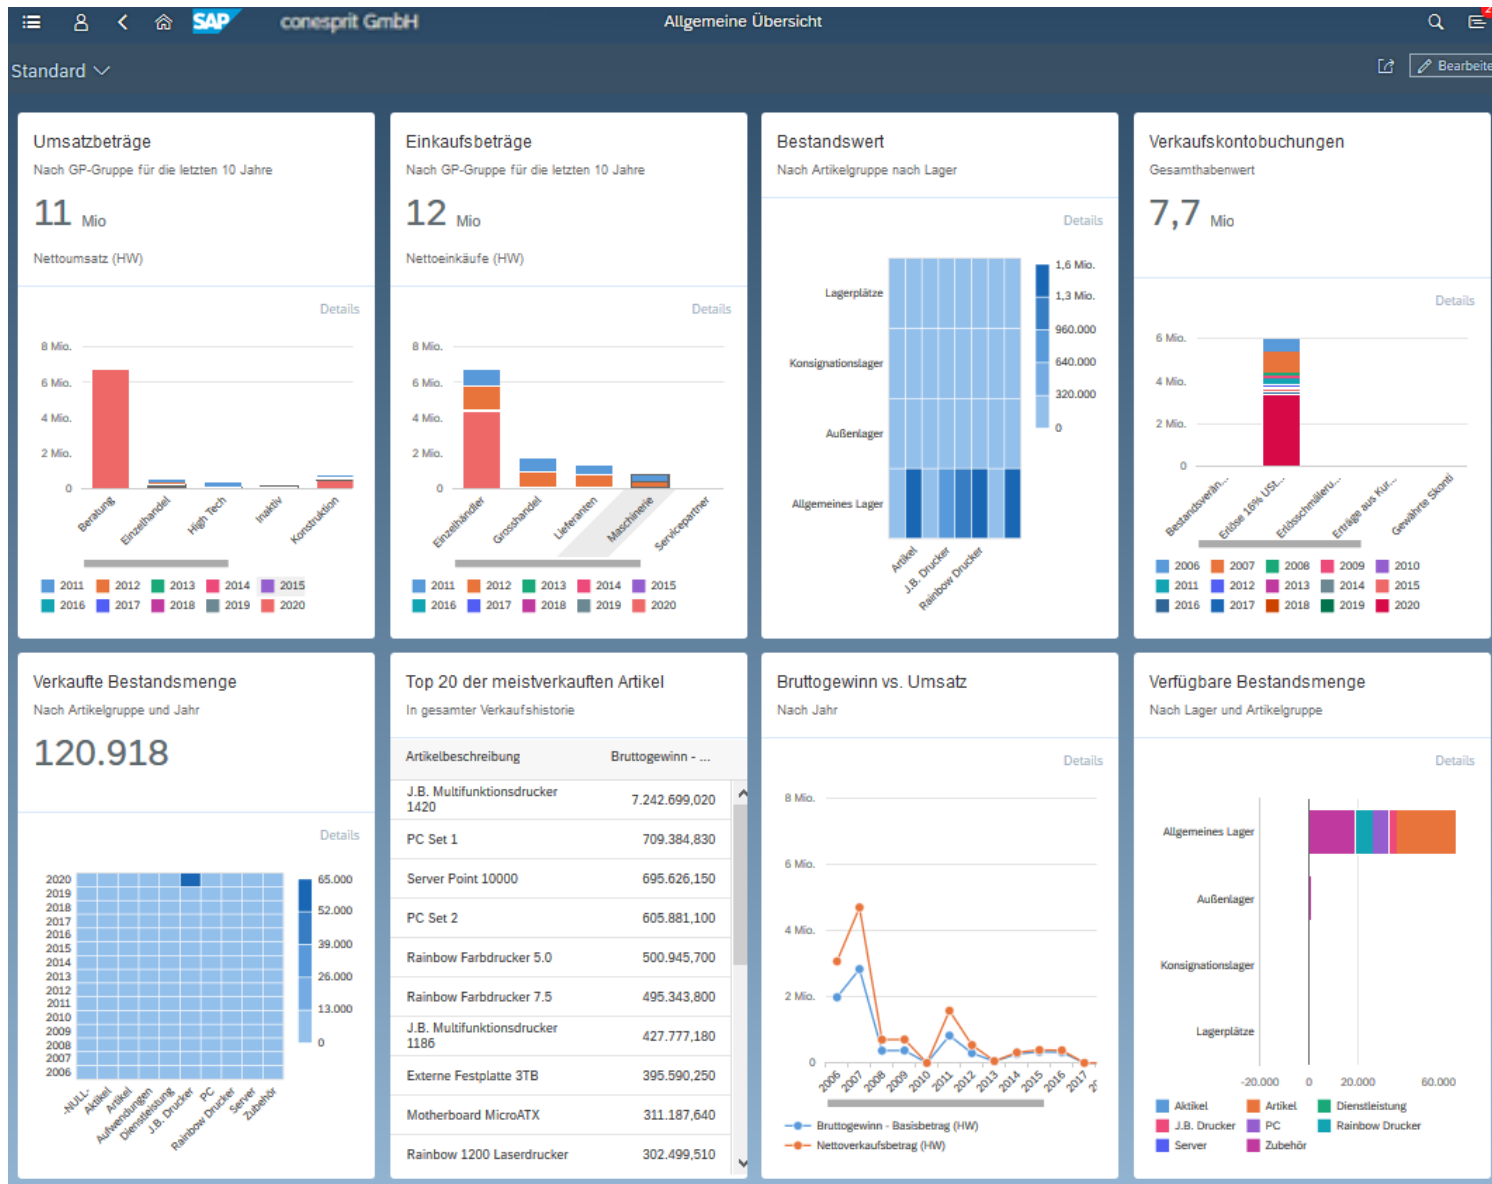 SAP
conesprit GmbH
Allgemeine Übersicht
2
Standard
Bearbeite
Umsatzbeträge
Nach GP-Gruppe für die letzten 10 Jahre
11 Mio
Nettoumsatz (HW)
Details
8 Mio.
6 Mio.
4 Mio.
2 Mio.
0
Beratung
Einzelhandel
High Tech
Inaktiv
Konstruktion
2011 2012 2013 2014 2015
2016 2017 2018 2019 2020
Einkaufsbeträge
Nach GP-Gruppe für die letzten 10 Jahre
12 Mio
Nettoeinkäufe (HW)
Details
8 Mio.
6 Mio.
4 Mio.
2 Mio.
0
Einzelhändler
Grosshandel
Lieferanten
Maschinerie
Servicepartner
2011 2012 2013 2014 2015
2016 2017 2018 2019 2020
Bestandswert
Nach Artikelgruppe nach Lager
Details
Lagerplätze
Konsignationslager
Außenlager
Allgemeines Lager
1,6 Mio.
1,3 Mio.
960.000
640.000
320.000
0
Artikel
J.B. Drucker
Rainbow Drucker
Verkaufskontobuchungen
Gesamthabenwert
7,7 Mio
Details
6 Mio.
4 Mio.
2 Mio.
0
Bestandsverän...
Erlöse 16% USt...
Erlösschmäleru...
Erträge aus Kur...
Gewährte Skonti
2006 2007 2008 2009 2010
2011 2012 2013 2014 2015
2016 2017 2018 2019 2020
Verkaufte Bestandsmenge
Nach Artikelgruppe und Jahr
120.918
Details
2020
2019
2018
2017
2016
2015
2014
2013
2012
2011
2010
2009
2008
2007
2006
65.000
52.000
39.000
26.000
13.000
0
-NULL-
Aktikel
Artikel
Aufwendungen
Dienstleistung
J.B. Drucker
PC
Rainbow Drucker
Server
Zubehör
Top 20 der meistverkauften Artikel
In gesamter Verkaufshistorie
Artikelbeschreibung Bruttogewinn - ...
J.B. Multifunktionsdrucker
1420 7.242.699,020
PC Set 1 709.384,830
Server Point 10000 695.626,150
PC Set 2 605.881,100
Rainbow Farbdrucker 5.0 500.945,700
Rainbow Farbdrucker 7.5 495.343,800
J.B. Multifunktionsdrucker
1186 427.777,180
Externe Festplatte 3TB 395.590,250
Motherboard MicroATX 311.187,640
Rainbow 1200 Laserdrucker 302.499,510
Bruttogewinn vs. Umsatz
Nach Jahr
Details
8 Mio.
6 Mio.
4 Mio.
2 Mio.
0
2006 2007 2008 2009 2010 2011 2012 2013 2014 2015 2016 2017
Bruttogewinn - Basisbetrag (HW)
Nettoverkaufsbetrag (HW)
Verfügbare Bestandsmenge
Nach Lager und Artikelgruppe
Details
Allgemeines Lager
Außenlager
Konsignationslager
Lagerplätze
-20.000 0 20.000 60.000
Aktikel Artikel Dienstleistung
J.B. Drucker PC Rainbow Drucker
Server Zubehör